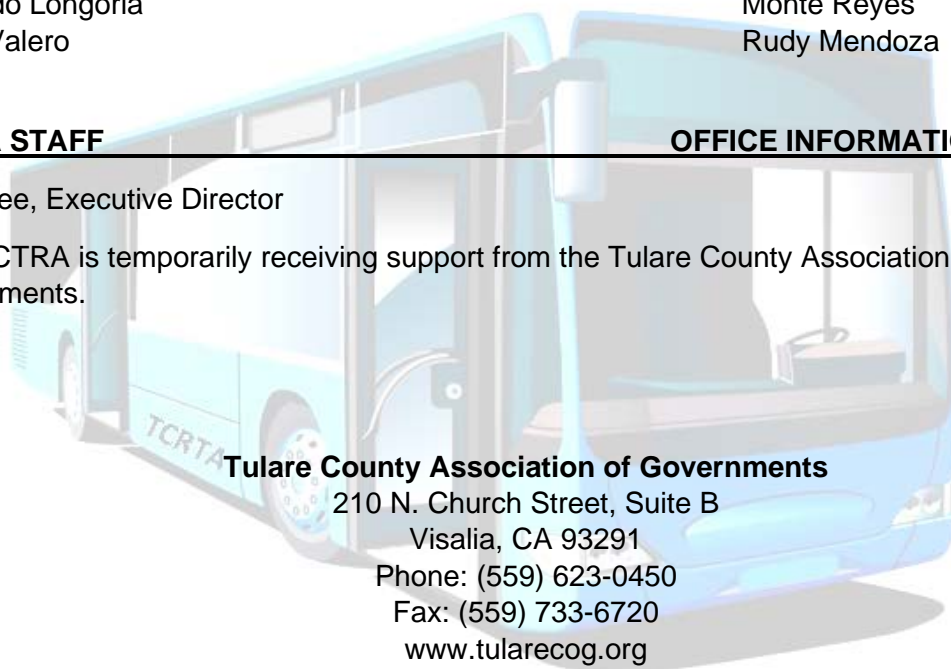 do Longoria
Monte Reyes
Valero
Rudy Mendoza
STAFF
OFFICE INFORMATIO
ee, Executive Director
CTRA is temporarily receiving support from the Tulare County Association
ments.
TCRTA
Tulare County Association of Governments
210 N. Church Street, Suite B
Visalia, CA 93291
Phone: (559) 623-0450
Fax: (559) 733-6720
www.tularecog.org